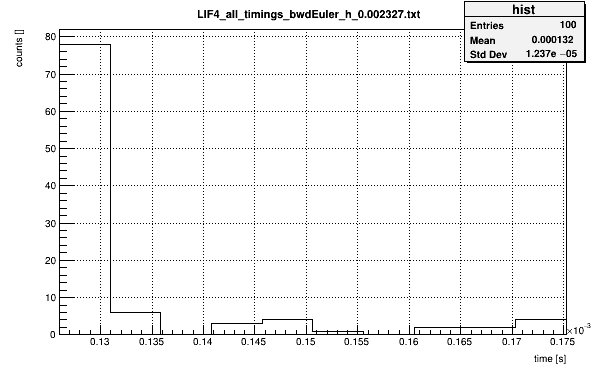 LIF4_all_timings_bwdEuler_h_0.002327.txt
hist
Entries 100
Mean 0.000132
Std Dev 1.237e −05
counts []
80
70
60
50
40
30
20
10
0
0.13 0.135 0.14 0.145 0.15 0.155 0.16 0.165 0.17 0.175
×10⁻³
time [s]